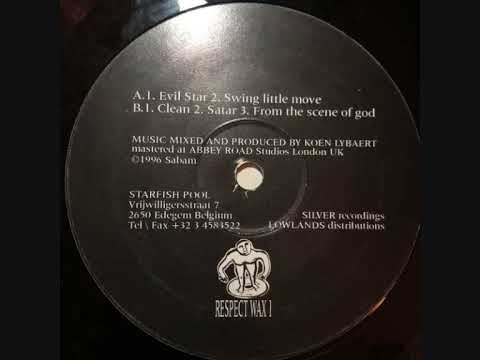 A.1. Evil Star 2. Swing little move
B.1. Clean 2. Satar 3. From the scene of god
MUSIC MIXED AND PRODUCED BY KOEN LYBAERT
mastered at ABBEY ROAD Studios London UK
©1996 Sabam
STARFISH POOL
Vrijwilligersstraat 7
2650 Edegem Belgium
Tel \ Fax +32 3 4583522
SILVER recordings
LOWLANDS distributions
RESPECT WAX 1